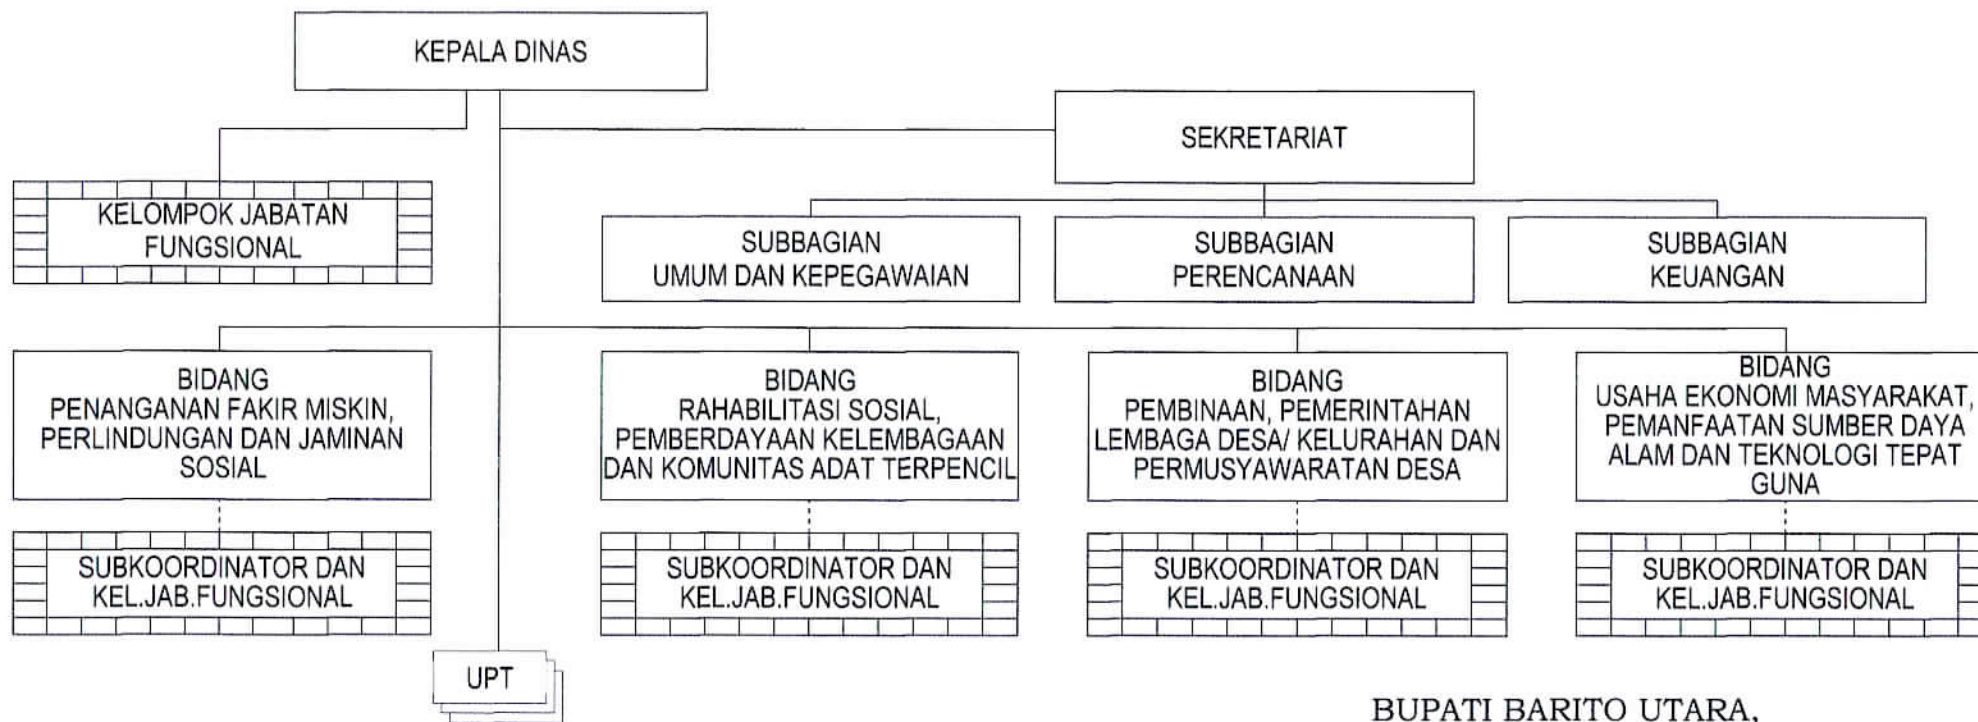 KEPALA DINAS
SEKRETARIAT
KELOMPOK JABATAN
FUNGSIONAL
SUBBAGIAN
UMUM DAN KEPEGAWAIAN
SUBBAGIAN
PERENCANAAN
SUBBAGIAN
KEUANGAN
BIDANG
PENANGANAN FAKIR MISKIN,
PERLINDUNGAN DAN JAMINAN
SOSIAL
BIDANG
RAHABILITASI SOSIAL,
PEMBERDAYAAN KELEMBAGAAN
DAN KOMUNITAS ADAT TERPENCIL
BIDANG
PEMBINAAN, PEMERINTAHAN
LEMBAGA DESA/ KELURAHAN DAN
PERMUSYAWARATAN DESA
BIDANG
USAHA EKONOMI MASYARAKAT,
PEMANFAATAN SUMBER DAYA
ALAM DAN TEKNOLOGI TEPAT
GUNA
SUBKOORDINATOR DAN
KEL.JAB.FUNGSIONAL
SUBKOORDINATOR DAN
KEL.JAB.FUNGSIONAL
SUBKOORDINATOR DAN
KEL.JAB.FUNGSIONAL
SUBKOORDINATOR DAN
KEL.JAB.FUNGSIONAL
UPT
BUPATI BARITO UTARA,